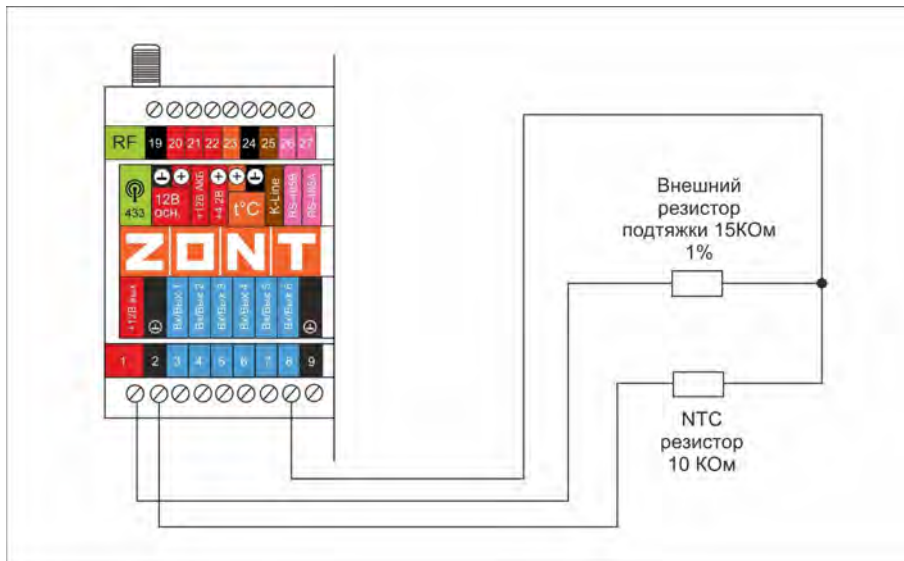 RF 19 20 21 22 23 24 25 26 27
433
12В
осн.
+12В АКБ
+4.2В
t°C
K-Line
RS-485B
RS-485A
ZONT
+12В вых
Вх/Вых 1
Вх/Вых 2
Вх/Вых 3
Вх/Вых 4
Вх/Вых 5
Вх/Вых 6
1 2 3 4 5 6 7 8 9
Внешний
резистор
подтяжки 15КОм
1%
NTC
резистор
10 КОм